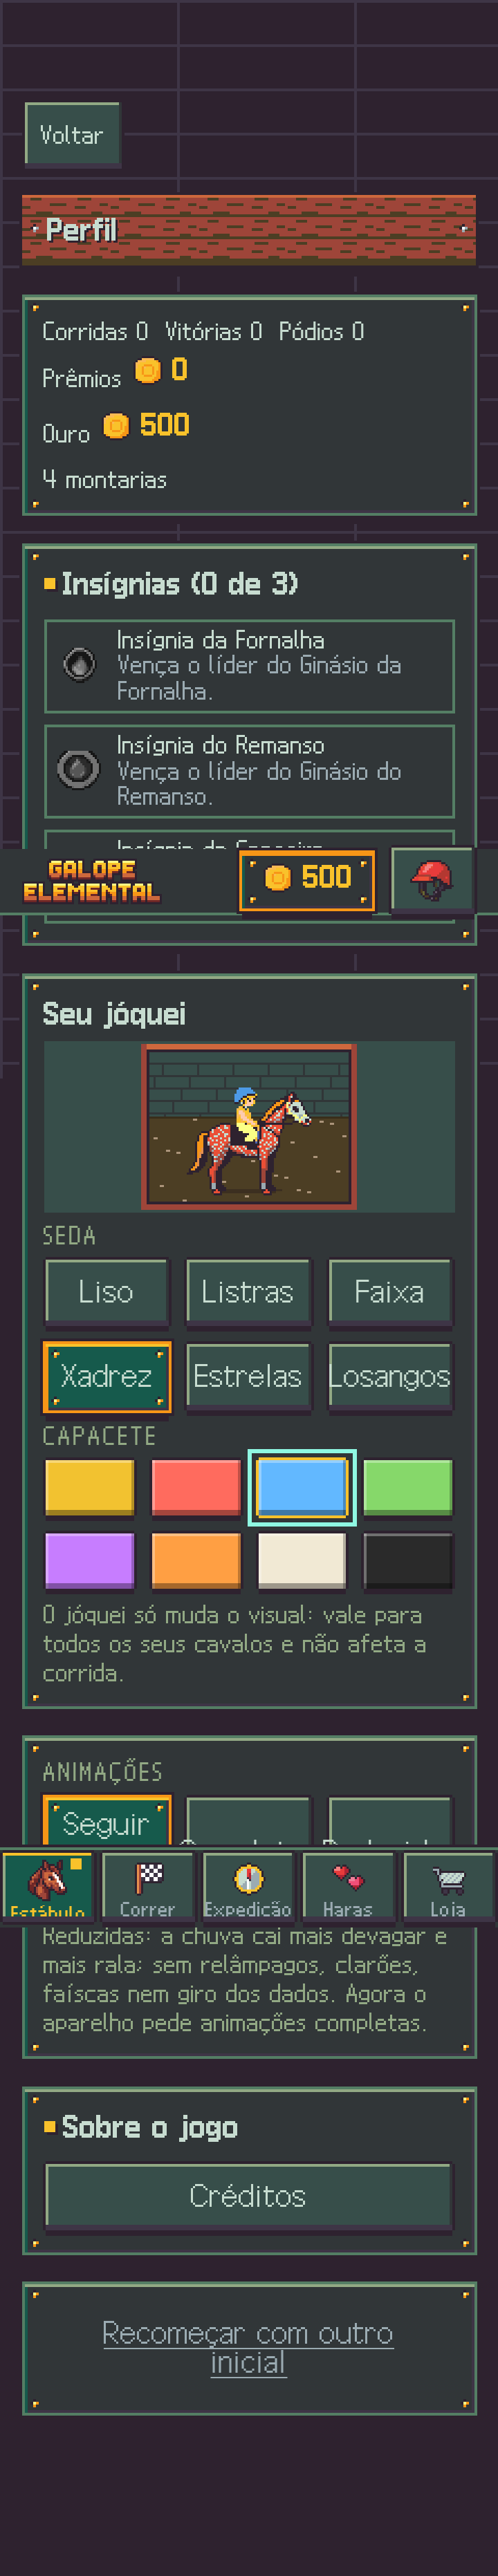 Voltar
Perfil
Corridas 0 Vitórias 0 Pódios 0
Prêmios 0
Ouro 500
4 montarias
Insígnias (0 de 3)
Insígnia da Fornalha
Vença o líder do Ginásio da
Fornalha.
Insígnia do Remanso
Vença o líder do Ginásio do
Remanso.
Insígnia
GALOPE
ELEMENTAL
500
Seu jóquei
SEDA
Liso Listras Faixa
Xadrez Estrelas Losangos
CAPACETE
O jóquei só muda o visual: vale para
todos os seus cavalos e não afeta a
corrida.
ANIMAÇÕES
Seguir
Estábulo Correr Expedição Haras Loja
Reduzidas: a chuva cai mais devagar e
mais rala; sem relâmpagos, clarões,
faíscas nem giro dos dados. Agora o
aparelho pede animações completas.
Sobre o jogo
Créditos
Recomeçar com outro
inicial